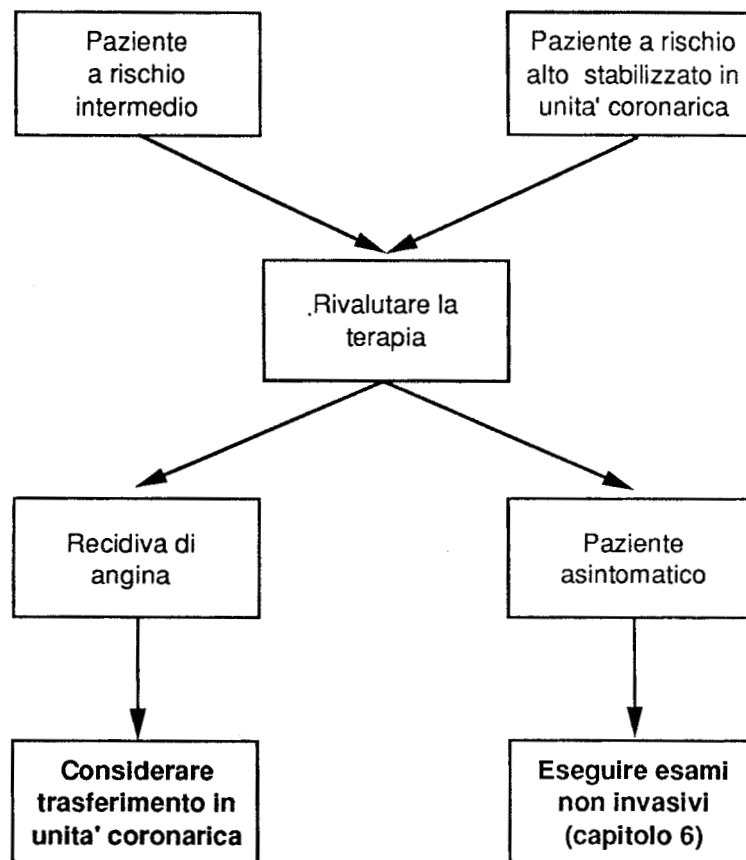 Paziente
a rischio
intermedio
Paziente a rischio
alto stabilizzato in
unita' coronarica
.Rivalutare la
terapia
Recidiva di
angina
Paziente
asintomatico
Considerare
trasferimento in
unita' coronarica
Eseguire esami
non invasivi
(capitolo 6)